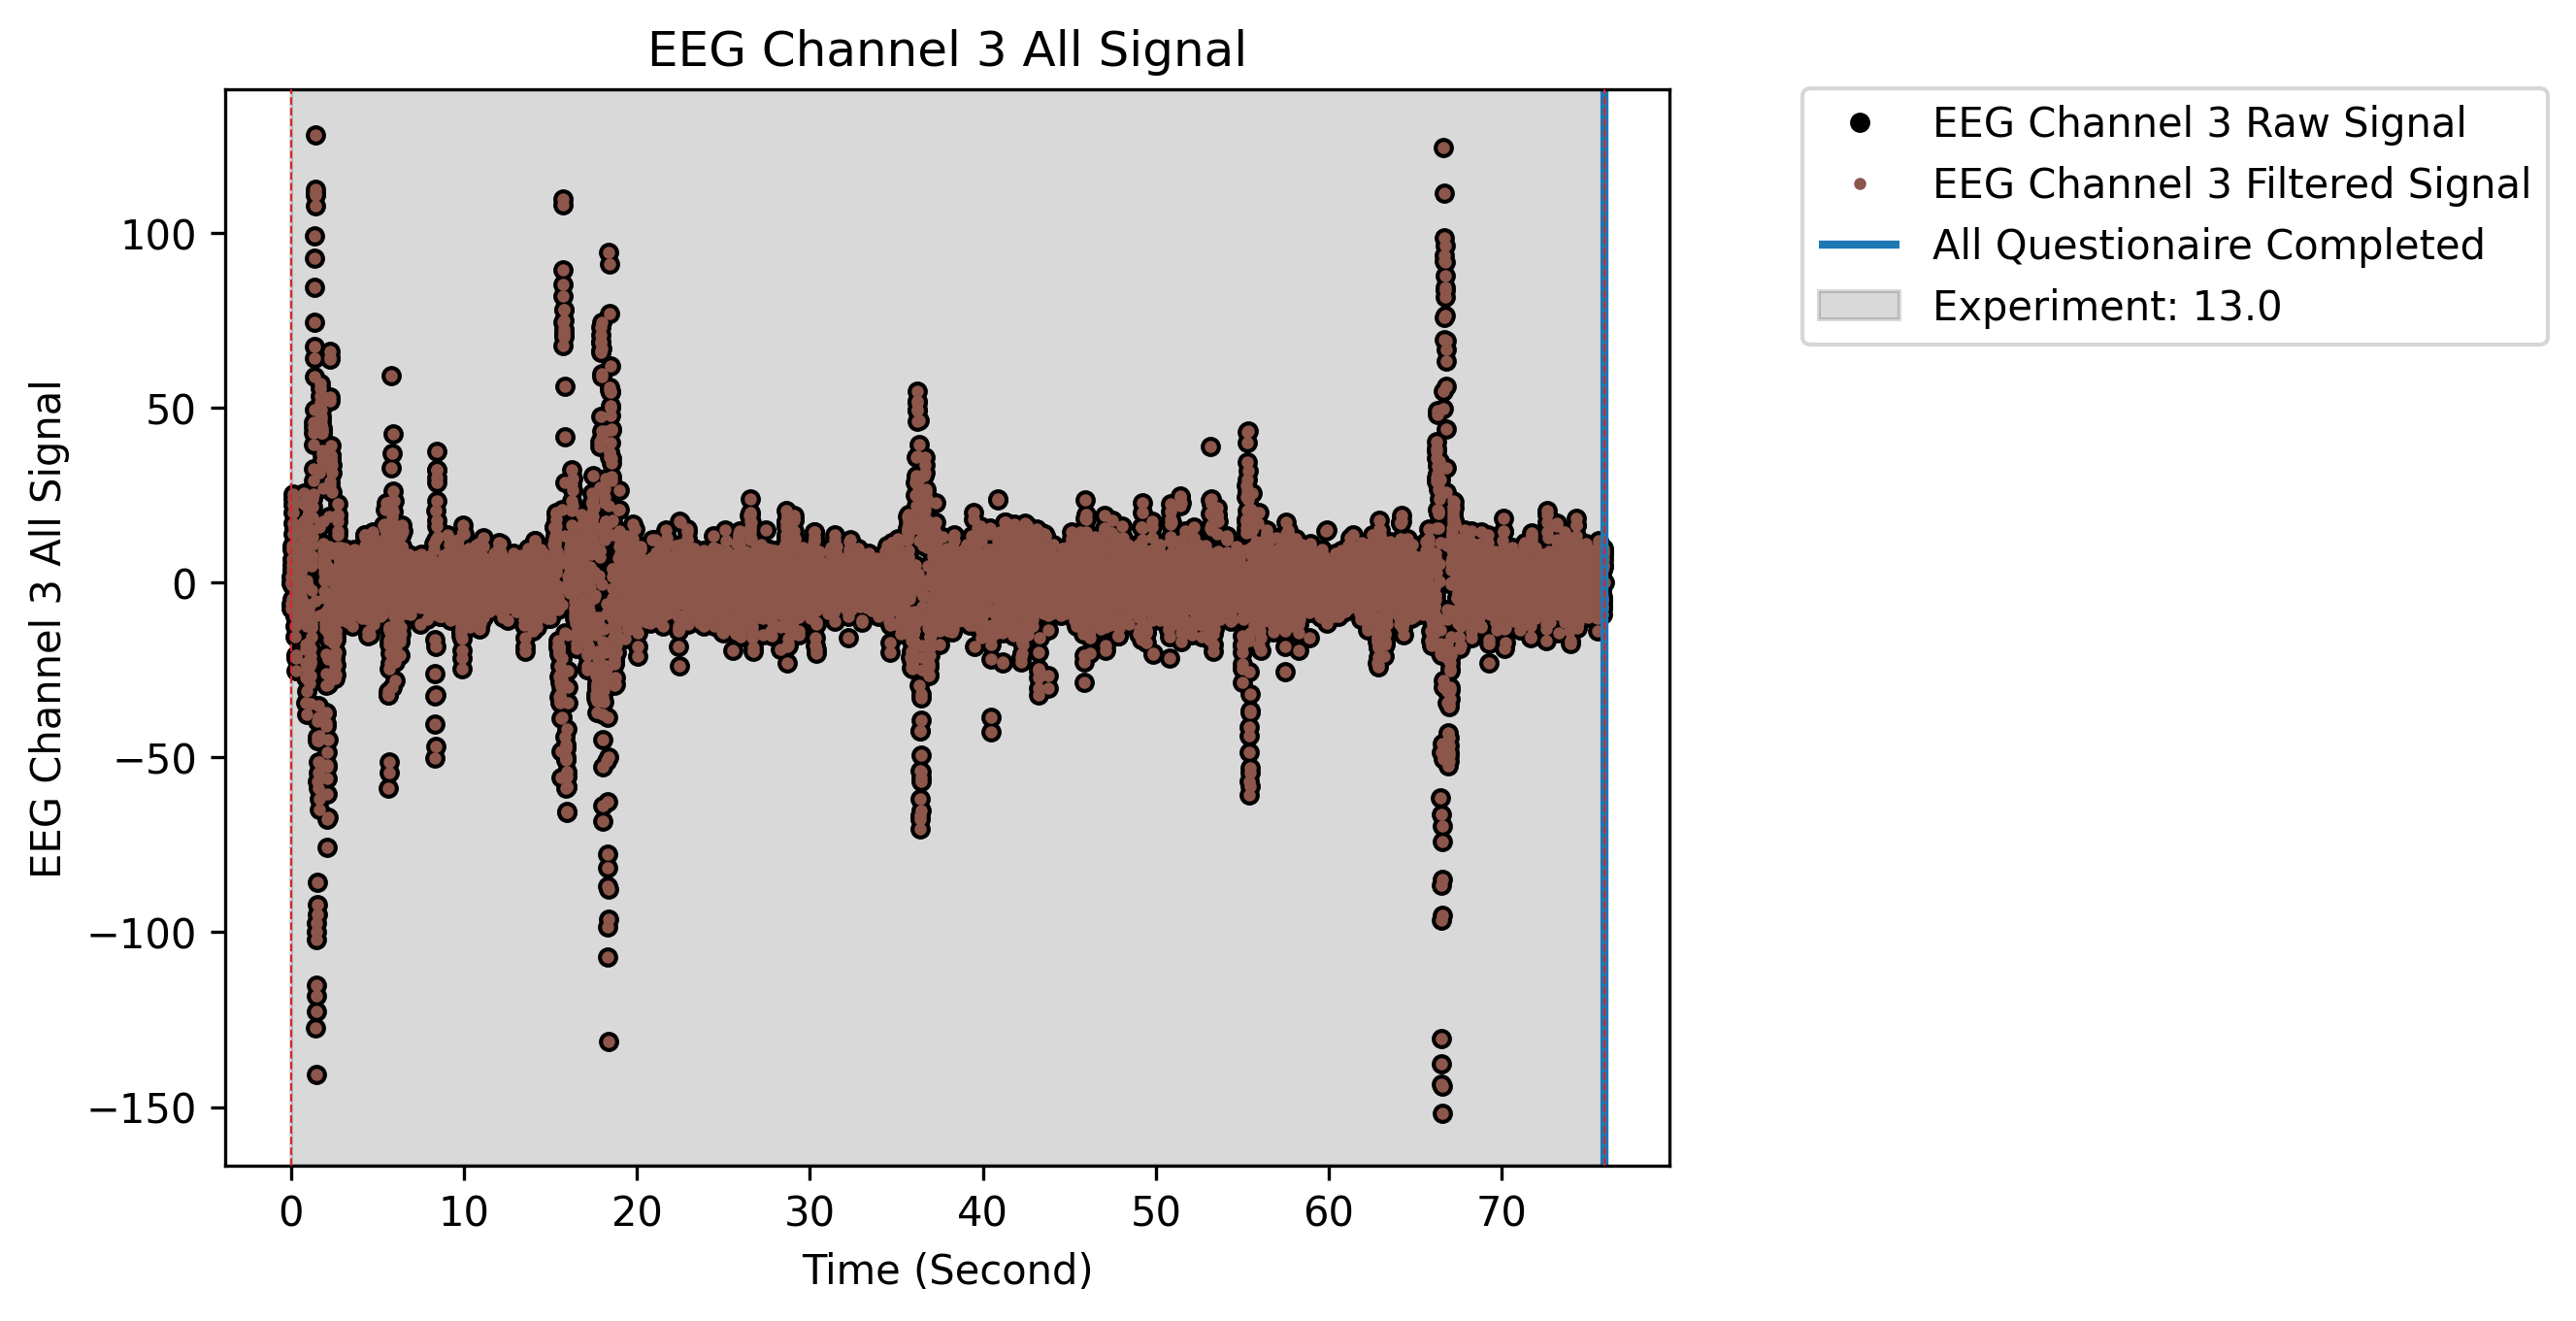 EEG Channel 3 All Signal
EEG Channel 3 Raw Signal
EEG Channel 3 Filtered Signal
All Questionaire Completed
Experiment: 13.0
EEG Channel 3 All Signal
100
50
0
−50
−100
−150
0 10 20 30 40 50 60 70
Time (Second)